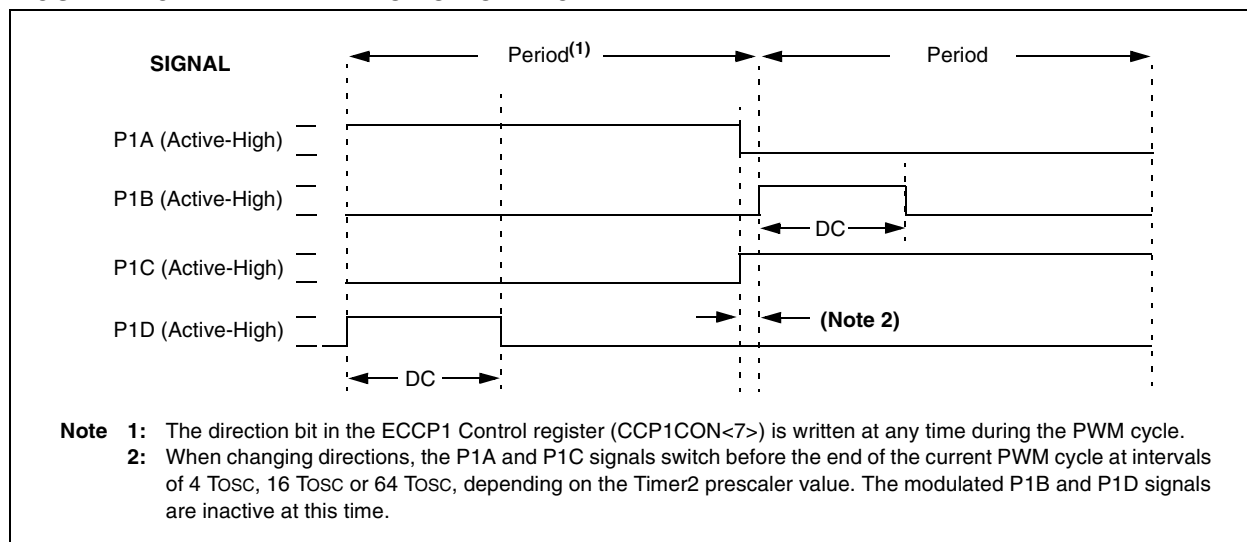 SIGNAL
Period(1)
Period
P1A (Active-High)
P1B (Active-High)
DC
P1C (Active-High)
P1D (Active-High)
(Note 2)
DC
Note 1: The direction bit in the ECCP1 Control register (CCP1CON<7>) is written at any time during the PWM cycle.
2: When changing directions, the P1A and P1C signals switch before the end of the current PWM cycle at intervals
of 4 TOSC, 16 TOSC or 64 TOSC, depending on the Timer2 prescaler value. The modulated P1B and P1D signals
are inactive at this time.